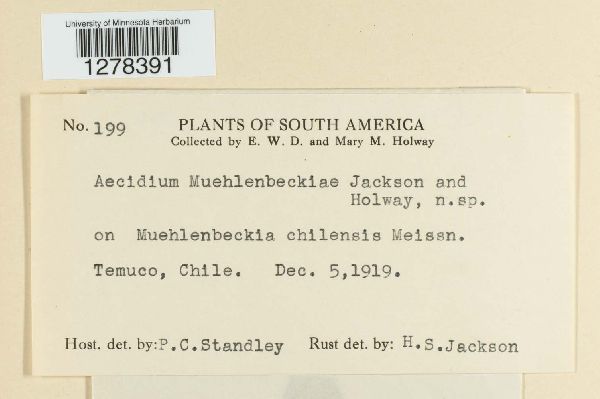 University of Minnesota Herbarium
1278391
No. 199 PLANTS OF SOUTH AMERICA
Collected by E. W. D. and Mary M. Holway
Aecidium Muehlenbeckiae Jackson and
Holway, n.sp.
on Muehlenbeckia chilensis Meissn.
Temuco, Chile. Dec. 5,1919.
Host. det. by:P.C.Standley Rust det. by: H.S.Jackson